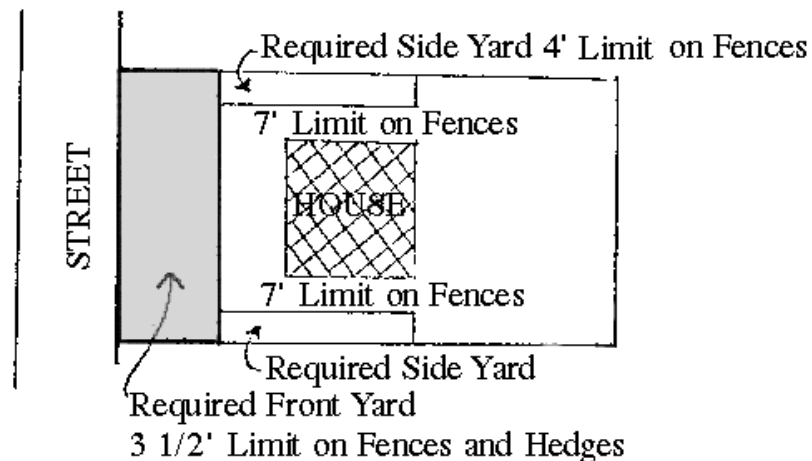 Required Side Yard 4' Limit on Fences
7' Limit on Fences
STREET
HOUSE
7' Limit on Fences
Required Side Yard
Required Front Yard
3 1/2' Limit on Fences and Hedges